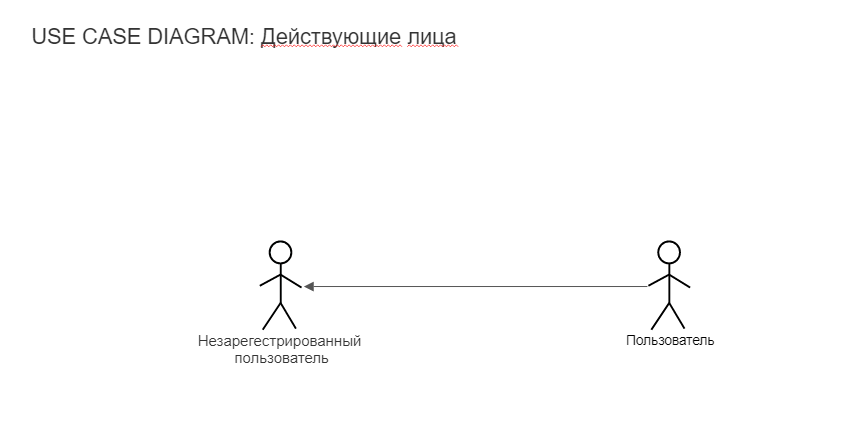 USE CASE DIAGRAM: Действующие лица
Незарегестрированный
пользователь
Пользователь